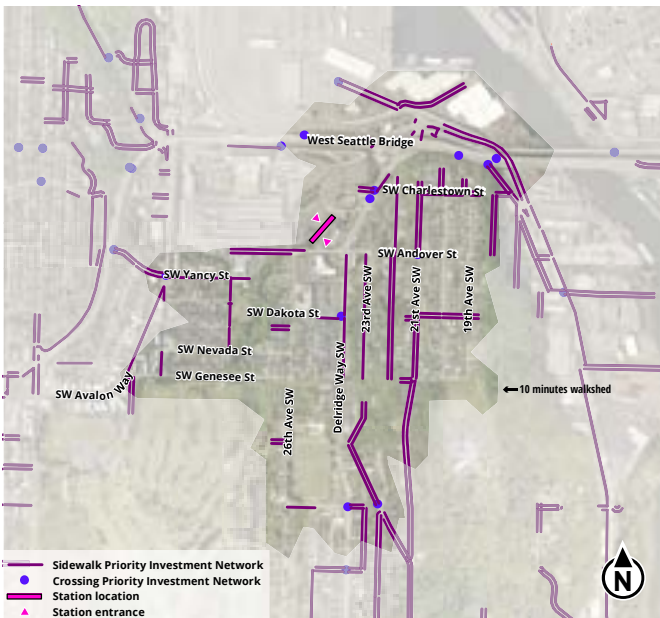 West Seattle Bridge
SW Charlestown St
SW Andover St
SW Yancy St
23rd Ave SW
21st Ave SW
19th Ave SW
SW Dakota St
SW Nevada St
Delridge Way SW
SW Genesee St
SW Avalon Way
10 minutes walkshed
26th Ave SW
Sidewalk Priority Investment Network
Crossing Priority Investment Network
Station location
Station entrance
N